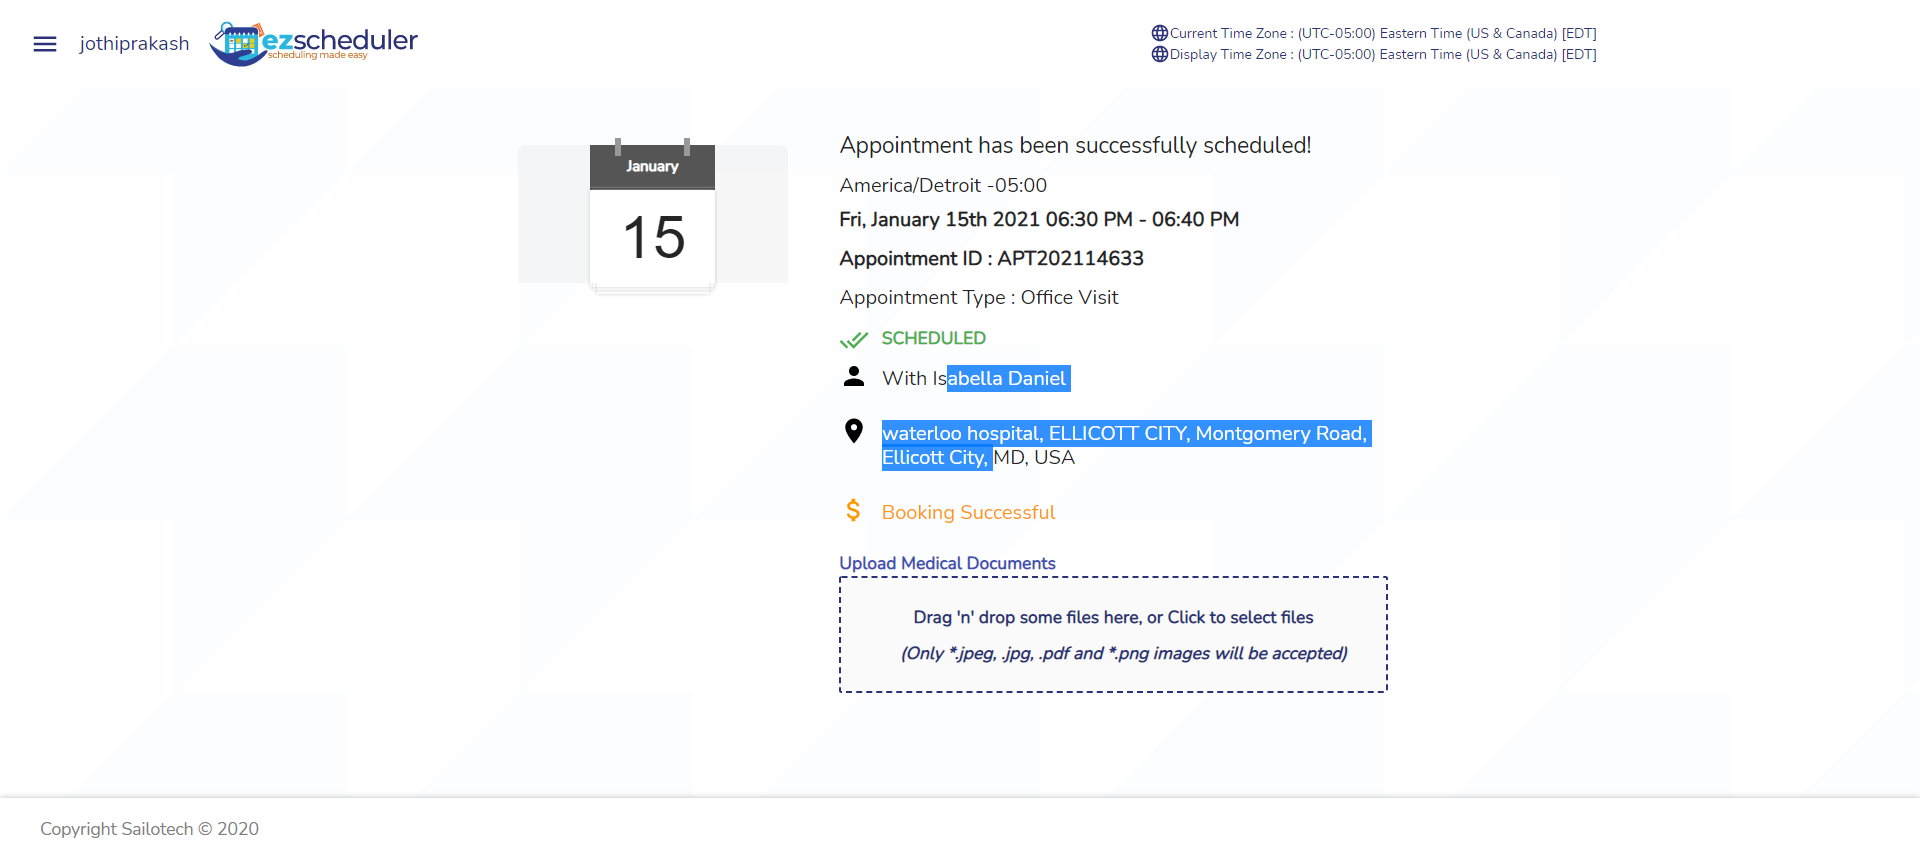 jothiprakash
ezscheduler
scheduling made easy
Current Time Zone : (UTC-05:00) Eastern Time (US & Canada) [EDT]
Display Time Zone : (UTC-05:00) Eastern Time (US & Canada) [EDT]
January
15
Appointment has been successfully scheduled!
America/Detroit -05:00
Fri, January 15th 2021 06:30 PM - 06:40 PM
Appointment ID : APT202114633
Appointment Type : Office Visit
SCHEDULED
With Isabella Daniel
waterloo hospital, ELLICOTT CITY, Montgomery Road,
Ellicott City, MD, USA
$ Booking Successful
Upload Medical Documents
Drag 'n' drop some files here, or Click to select files
(Only *.jpeg, .jpg, .pdf and *.png images will be accepted)
Copyright Sailotech © 2020